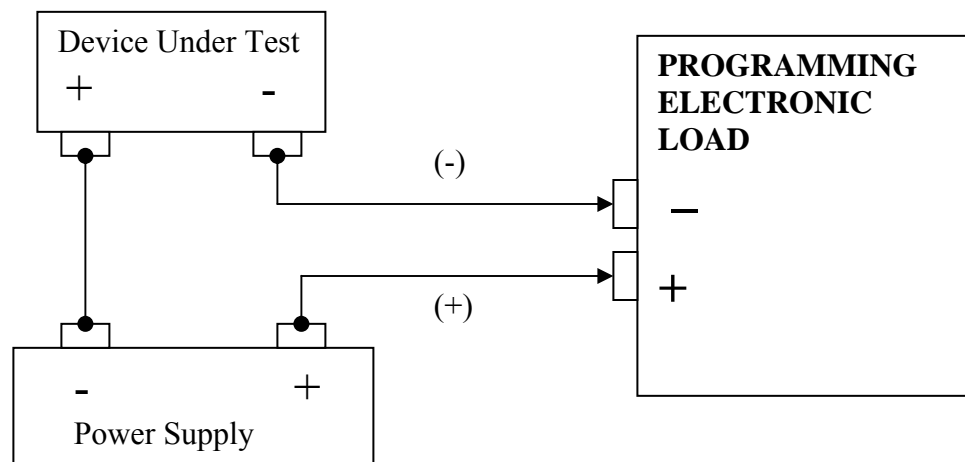 Device Under Test
+ -
PROGRAMMING
ELECTRONIC
LOAD
(-)
−
+
(+)
- +
Power Supply